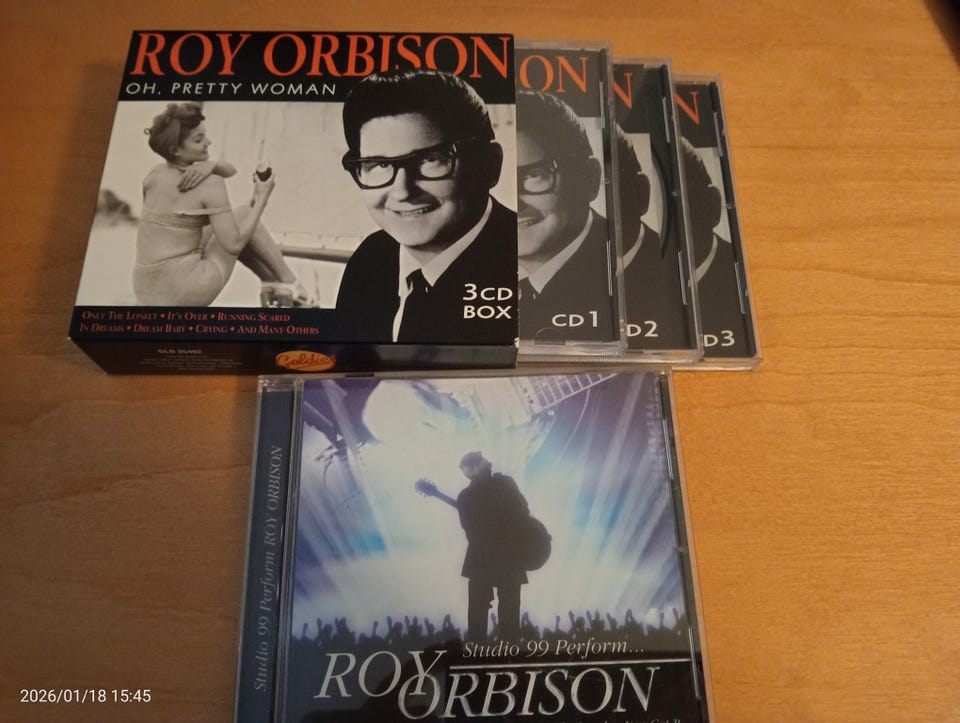 ROY ORBISON
OH, PRETTY WOMAN
3CD
BOX
ONLY THE LONELY • IT'S OVER • RUNNING SCARED
IN DREAMS • DREAM BABY • CRYING • AND MANY OTHERS
Goldies
ON
CD1
N
D2
N
D3
Studio 99 Perform ROY ORBISON
Studio 99 Perform...
ROY
ORBISON
2026/01/18 15:45